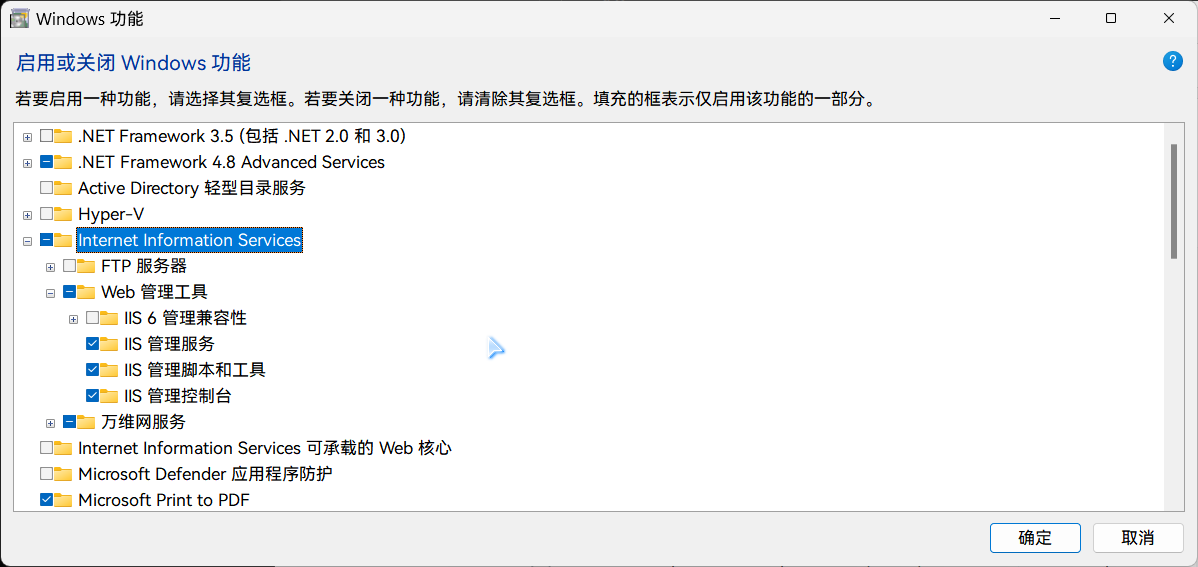 Windows 功能
启用或关闭 Windows 功能
?
若要启用一种功能，请选择其复选框。若要关闭一种功能，请清除其复选框。填充的框表示仅启用该功能的一部分。
.NET Framework 3.5 (包括 .NET 2.0 和 3.0)
.NET Framework 4.8 Advanced Services
Active Directory 轻型目录服务
Hyper-V
Internet Information Services
FTP 服务器
Web 管理工具
IIS 6 管理兼容性
IIS 管理服务
IIS 管理脚本和工具
IIS 管理控制台
万维网服务
Internet Information Services 可承载的 Web 核心
Microsoft Defender 应用程序防护
Microsoft Print to PDF
确定 取消